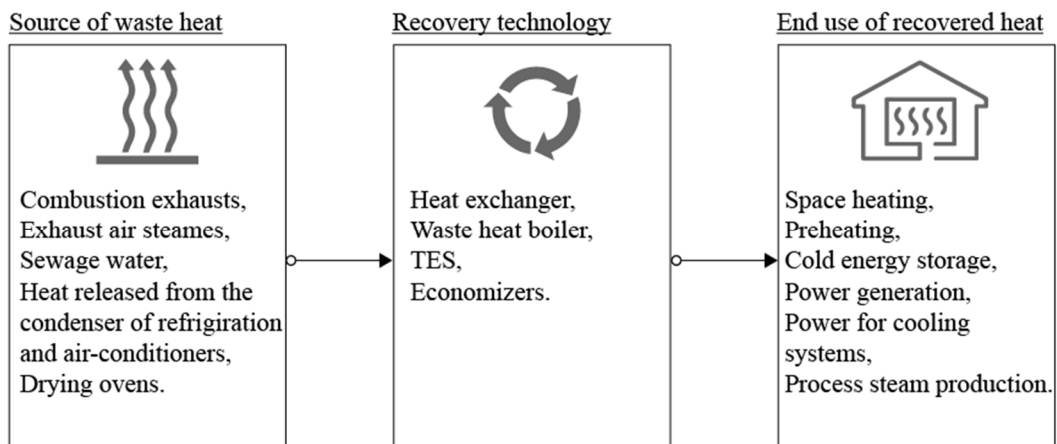 Source of waste heat
Combustion exhausts,
Exhaust air steames,
Sewage water,
Heat released from the
condenser of refrigiration
and air-conditioners,
Drying ovens.
Recovery technology
Heat exchanger,
Waste heat boiler,
TES,
Economizers.
End use of recovered heat
Space heating,
Preheating,
Cold energy storage,
Power generation,
Power for cooling
systems,
Process steam production.